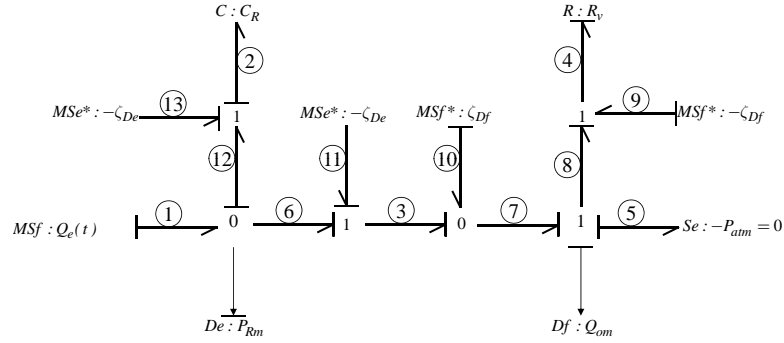 C : C_R
R : R_v
2
4
MSe* : −ζ_De
13
1
MSe* : −ζ_De
MSf* : ζ_Df
1
9
MSf* : −ζ_Df
12
11
10
8
MSf : Q_e(t)
1
0
6
1
3
0
7
1
5
Se : −P_atm = 0
De : P_Rm
Df : Q_om